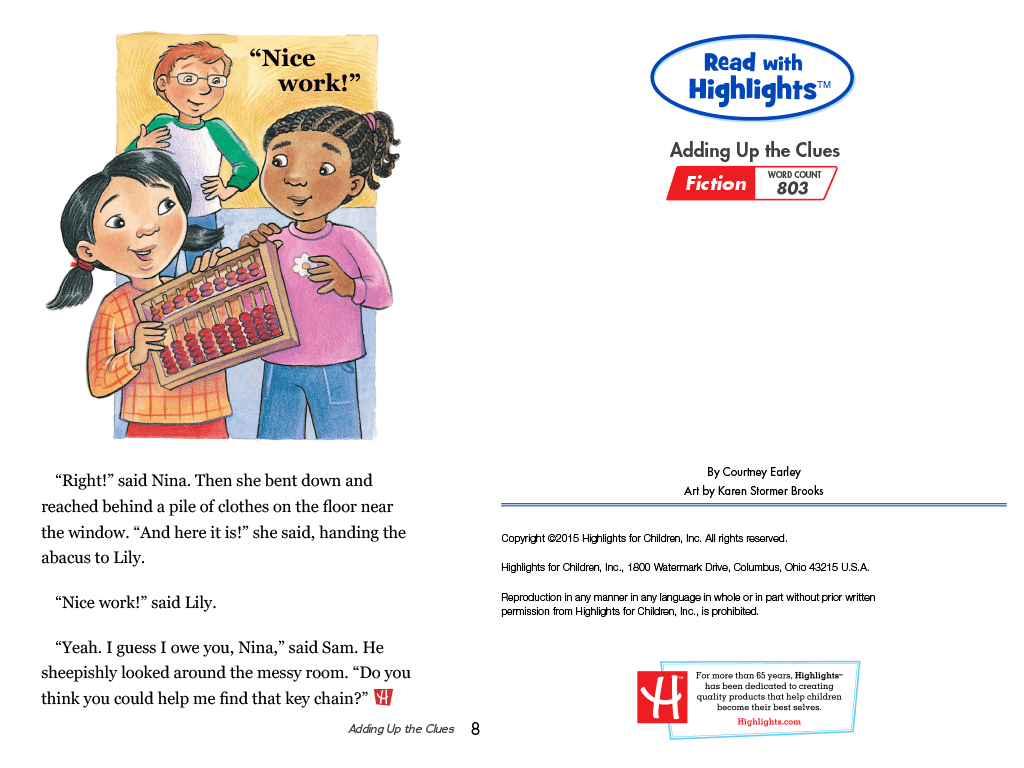 “Nice
work!”
“Right!” said Nina. Then she bent down and
reached behind a pile of clothes on the floor near
the window. “And here it is!” she said, handing the
abacus to Lily.
“Nice work!” said Lily.
“Yeah. I guess I owe you, Nina,” said Sam. He
sheepishly looked around the messy room. “Do you
think you could help me find that key chain?”
Adding Up the Clues 8
Read with
Highlights™
Adding Up the Clues
Fiction
WORD COUNT
803
By Courtney Earley
Art by Karen Stormer Brooks
Copyright ©2015 Highlights for Children, Inc. All rights reserved.
Highlights for Children, Inc., 1800 Watermark Drive, Columbus, Ohio 43215 U.S.A.
Reproduction in any manner in any language in whole or in part without prior written
permission from Highlights for Children, Inc., is prohibited.
H™
For more than 65 years, Highlights™
has been dedicated to creating
quality products that help children
become their best selves.
Highlights.com